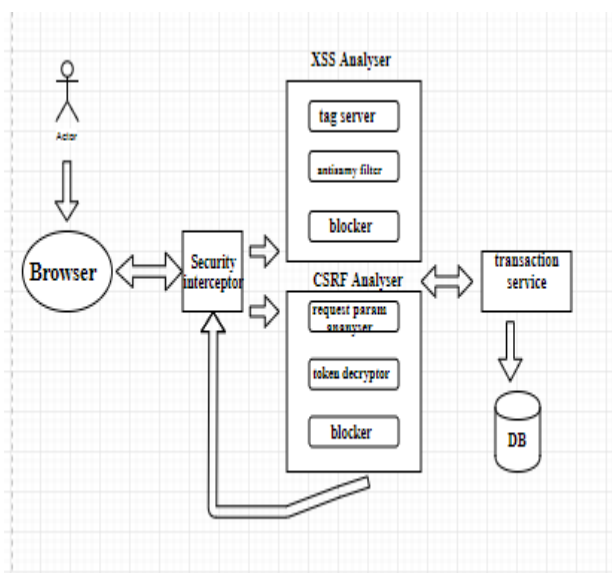 XSS Analyser
tag server
antisamy filter
blocker
Actor
Browser
Security
interceptor
CSRF Analyser
request param
ananyser
token decryptor
blocker
transaction
service
DB